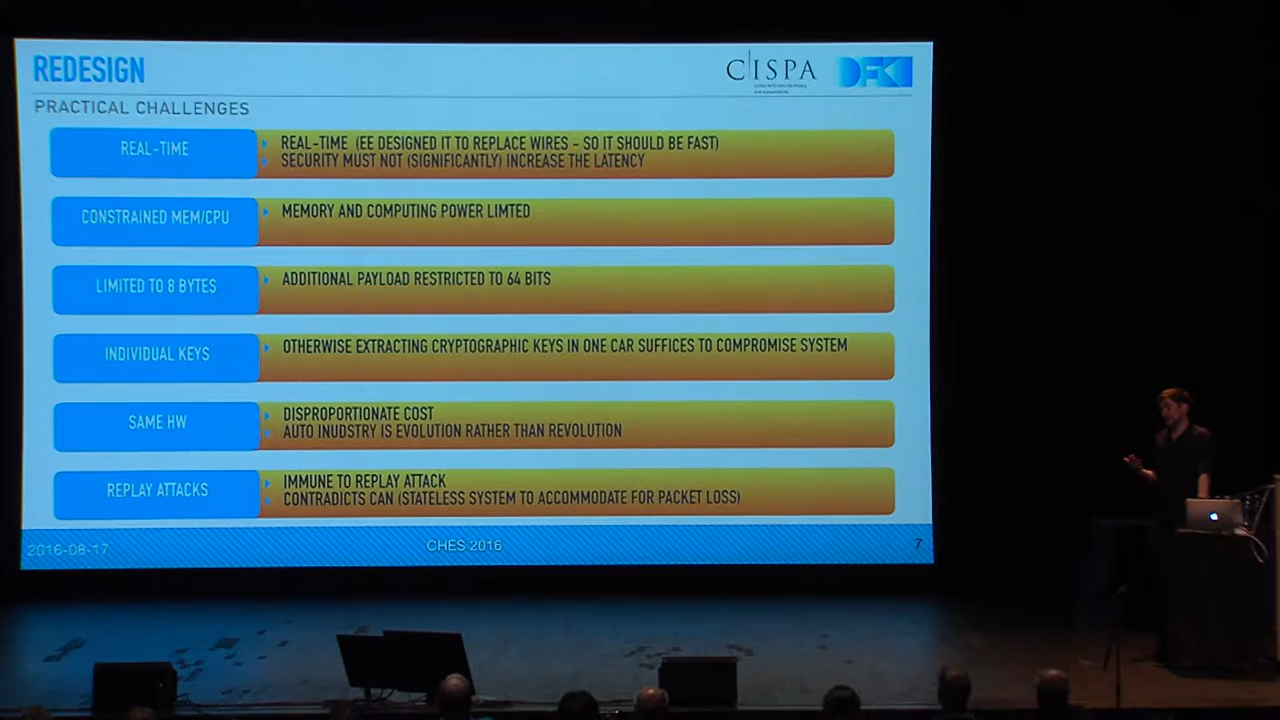 REDESIGN
CISPA
DFKI
PRACTICAL CHALLENGES
REAL-TIME
REAL-TIME (EE DESIGNED IT TO REPLACE WIRES - SO IT SHOULD BE FAST)
SECURITY MUST NOT (SIGNIFICANTLY) INCREASE THE LATENCY
CONSTRAINED MEM/CPU
MEMORY AND COMPUTING POWER LIMTED
LIMITED TO 8 BYTES
ADDITIONAL PAYLOAD RESTRICTED TO 64 BITS
INDIVIDUAL KEYS
OTHERWISE EXTRACTING CRYPTOGRAPHIC KEYS IN ONE CAR SUFFICES TO COMPROMISE SYSTEM
SAME HW
DISPROPORTIONATE COST
AUTO INUDSTRY IS EVOLUTION RATHER THAN REVOLUTION
REPLAY ATTACKS
IMMUNE TO REPLAY ATTACK
CONTRADICTS CAN (STATELESS SYSTEM TO ACCOMMODATE FOR PACKET LOSS)
2016-08-17
CHES 2016
7